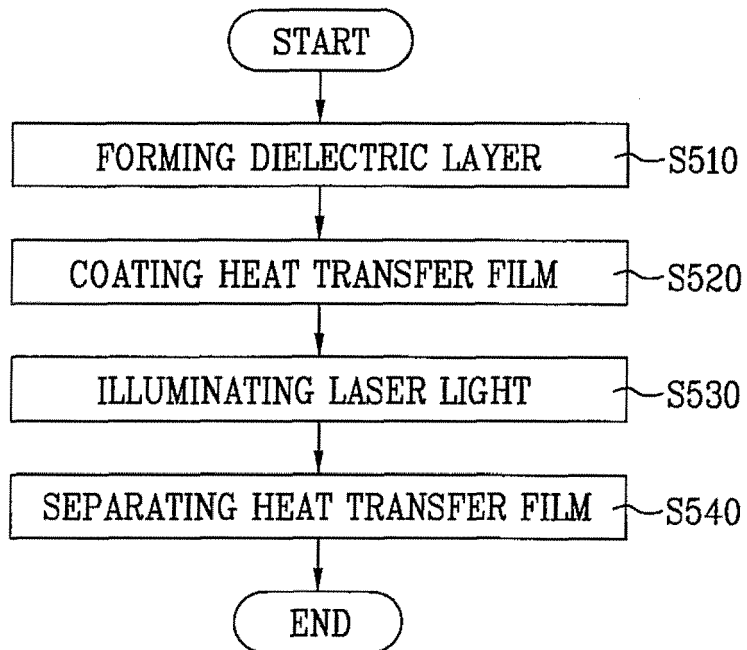 START
FORMING DIELECTRIC LAYER
S510
COATING HEAT TRANSFER FILM
S520
ILLUMINATING LASER LIGHT
S530
SEPARATING HEAT TRANSFER FILM
S540
END